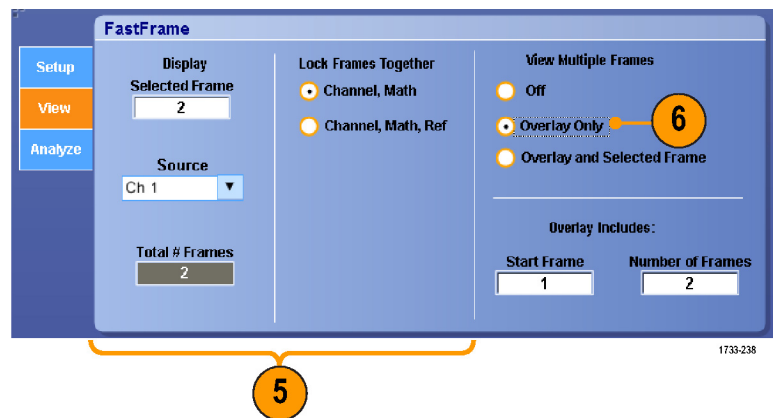 FastFrame
Setup
View
Analyze
Display
Selected Frame
2
Source
Ch 1
Total # Frames
2
Lock Frames Together
Channel, Math
Channel, Math, Ref
View Multiple Frames
Off
Overlay Only
6
Overlay and Selected Frame
Overlay Includes:
Start Frame
1
Number of Frames
2
1733-238
5